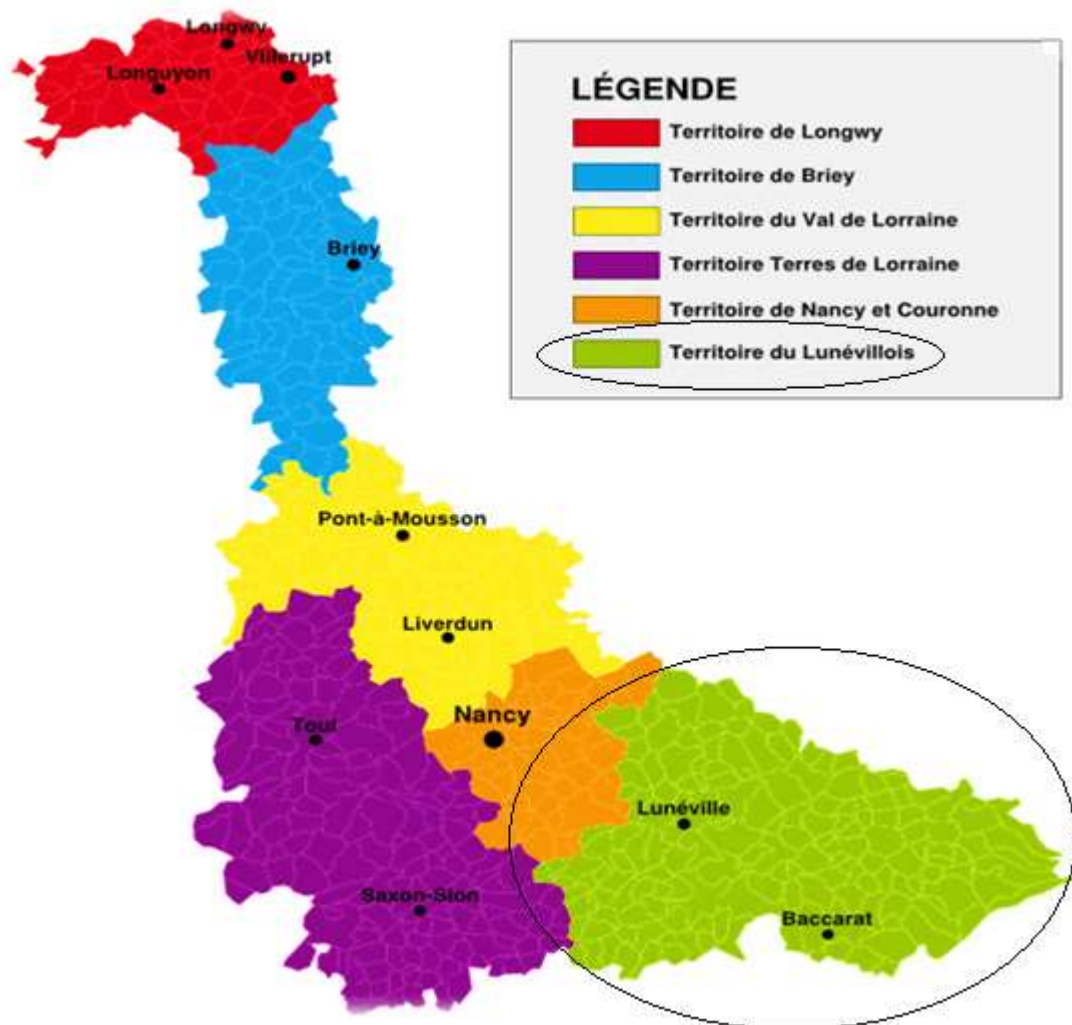 Longwy
Villerupt
Longuyon
LÉGENDE
Territoire de Longwy
Territoire de Briey
Territoire du Val de Lorraine
Territoire Terres de Lorraine
Territoire de Nancy et Couronne
Territoire du Lunévillois
Briey
Pont-à-Mousson
Liverdun
Nancy
Toul
Lunéville
Saxon-Sion
Baccarat